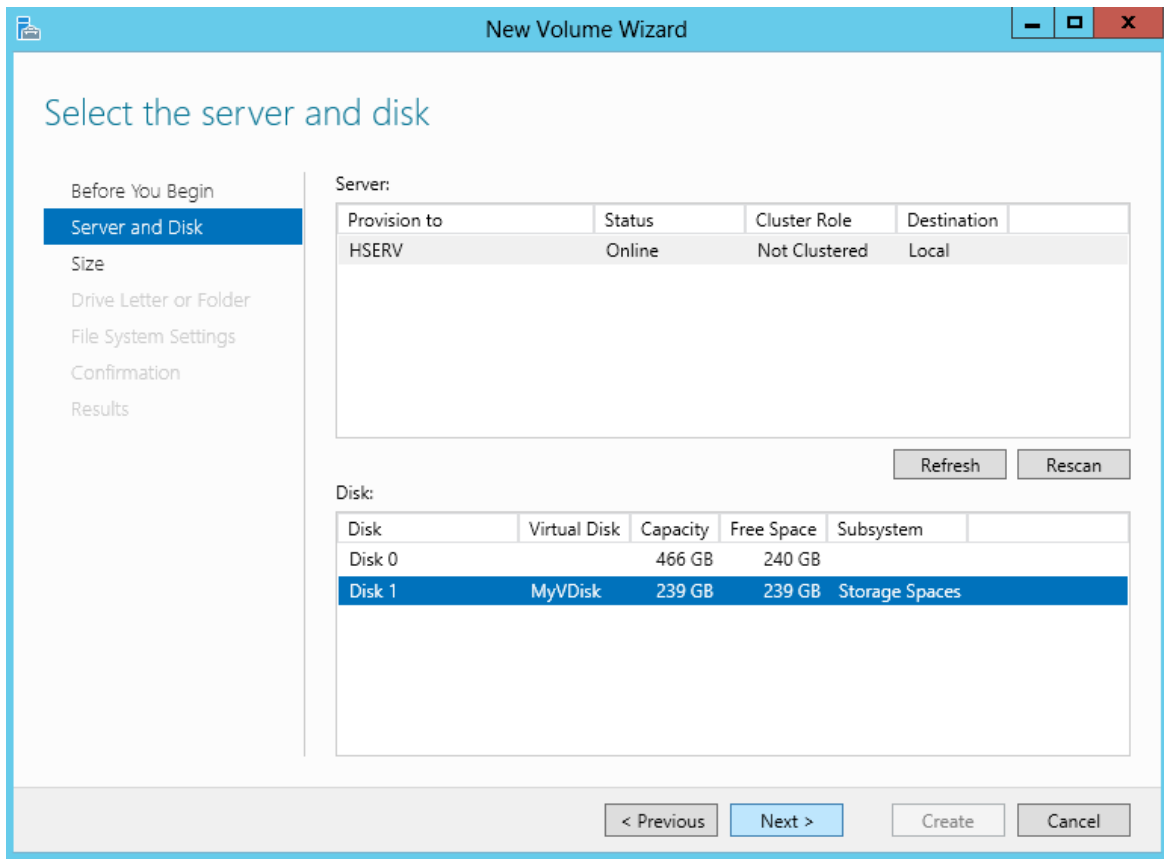 New Volume Wizard
Select the server and disk
Before You Begin
Server and Disk
Size
Drive Letter or Folder
File System Settings
Confirmation
Results
Server:
Provision to Status Cluster Role Destination
HSERV Online Not Clustered Local
Refresh Rescan
Disk:
Disk Virtual Disk Capacity Free Space Subsystem
Disk 0 466 GB 240 GB
Disk 1 MyVDisk 239 GB 239 GB Storage Spaces
< Previous Next > Create Cancel